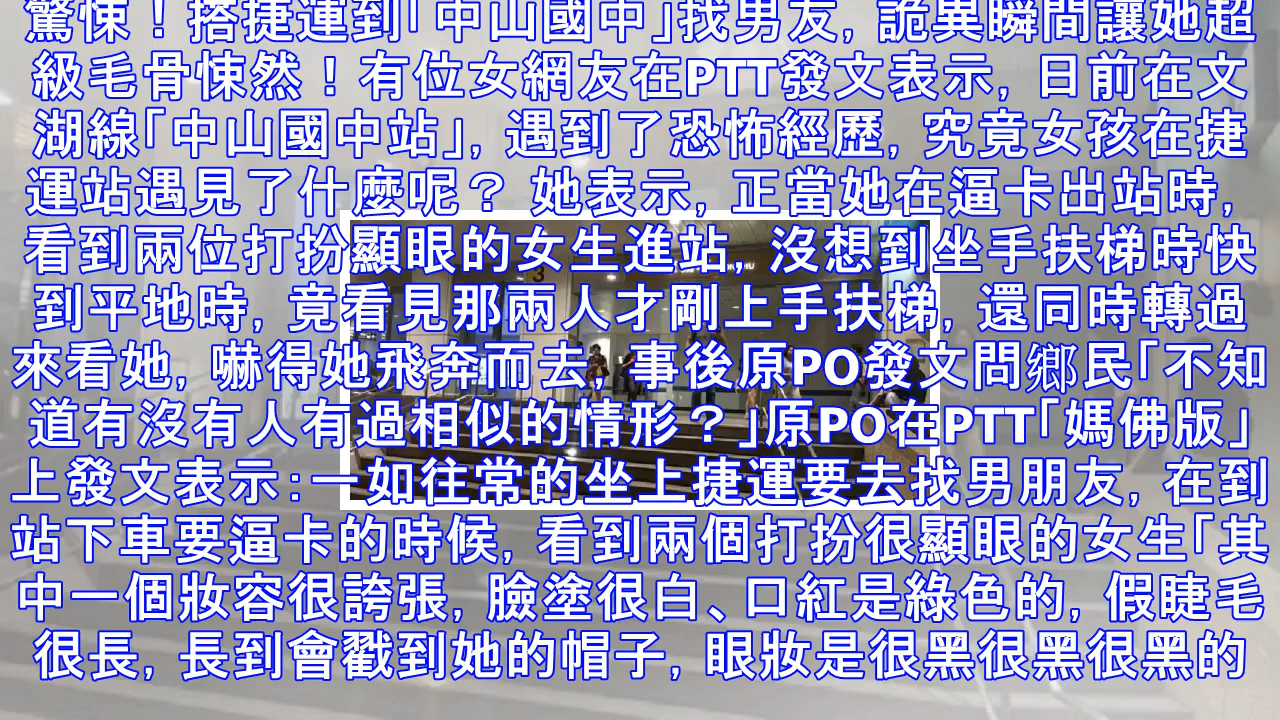 驚悚！搭捷運到「中山國中」找男友, 詭異瞬間讓她超
級毛骨悚然！有位女網友在PTT發文表示, 日前在文
湖線「中山國中站」, 遇到了恐怖經歷, 究竟女孩在捷
運站遇見了什麼呢？ 她表示, 正當她在逼卡出站時,
看到兩位打扮顯眼的女生進站, 沒想到坐手扶梯時快
到平地時, 竟看見那兩人才剛上手扶梯, 還同時轉過
來看她, 嚇得她飛奔而去, 事後原PO發文問鄉民「不知
道有沒有人有過相似的情形？」原PO在PTT「媽佛版」
上發文表示:一如往常的坐上捷運要去找男朋友, 在到
站下車要逼卡的時候, 看到兩個打扮很顯眼的女生「其
中一個妝容很誇張, 臉塗很白、口紅是綠色的, 假睫毛
很長, 長到會戳到她的帽子, 眼妝是很黑很黑很黑的